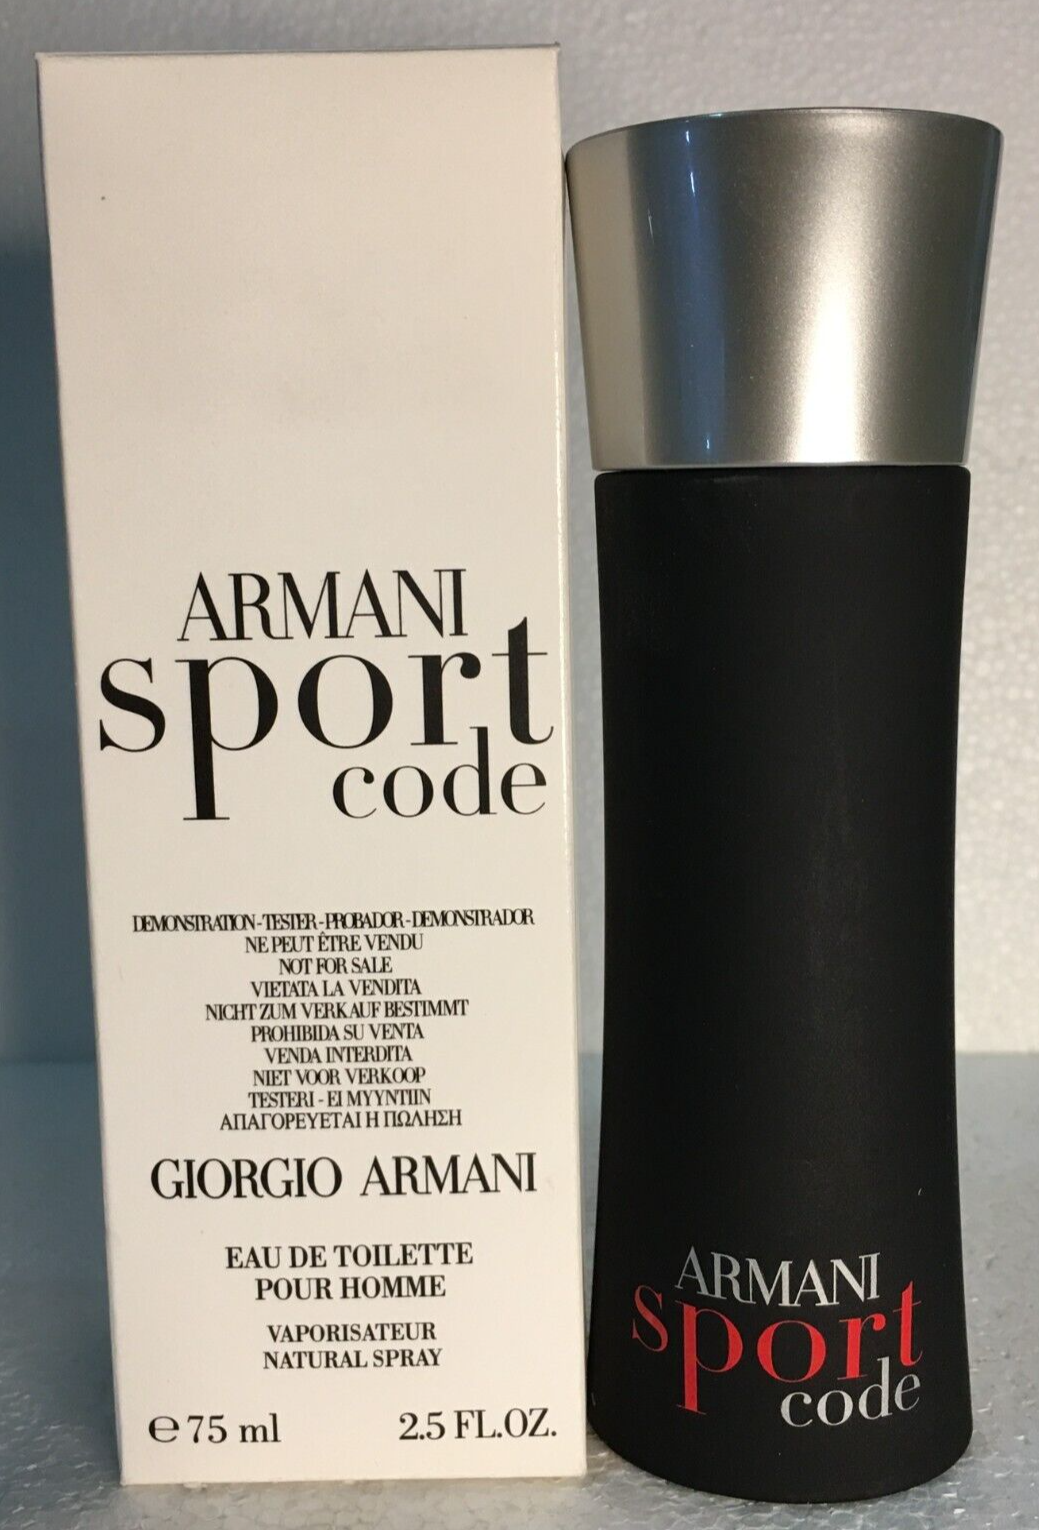 ARMANI
sport
code
DEMONSTRATION - TESTER - PROBADOR - DEMONSTRADOR
NE PEUT ÊTRE VENDU
NOT FOR SALE
VIETATA LA VENDITA
NICHT ZUM VERKAUF BESTIMMT
PROHIBIDA SU VENTA
VENDA INTERDITA
NIET VOOR VERKOOP
TESTERI - EI MYYNTIIN
ΑΠΑΓΟΡΕΥΕΤΑΙ Η ΠΩΛΗΣΗ
GIORGIO ARMANI
EAU DE TOILETTE
POUR HOMME
VAPORISATEUR
NATURAL SPRAY
℮ 75 ml 2.5 FL.OZ.
ARMANI
sport
code